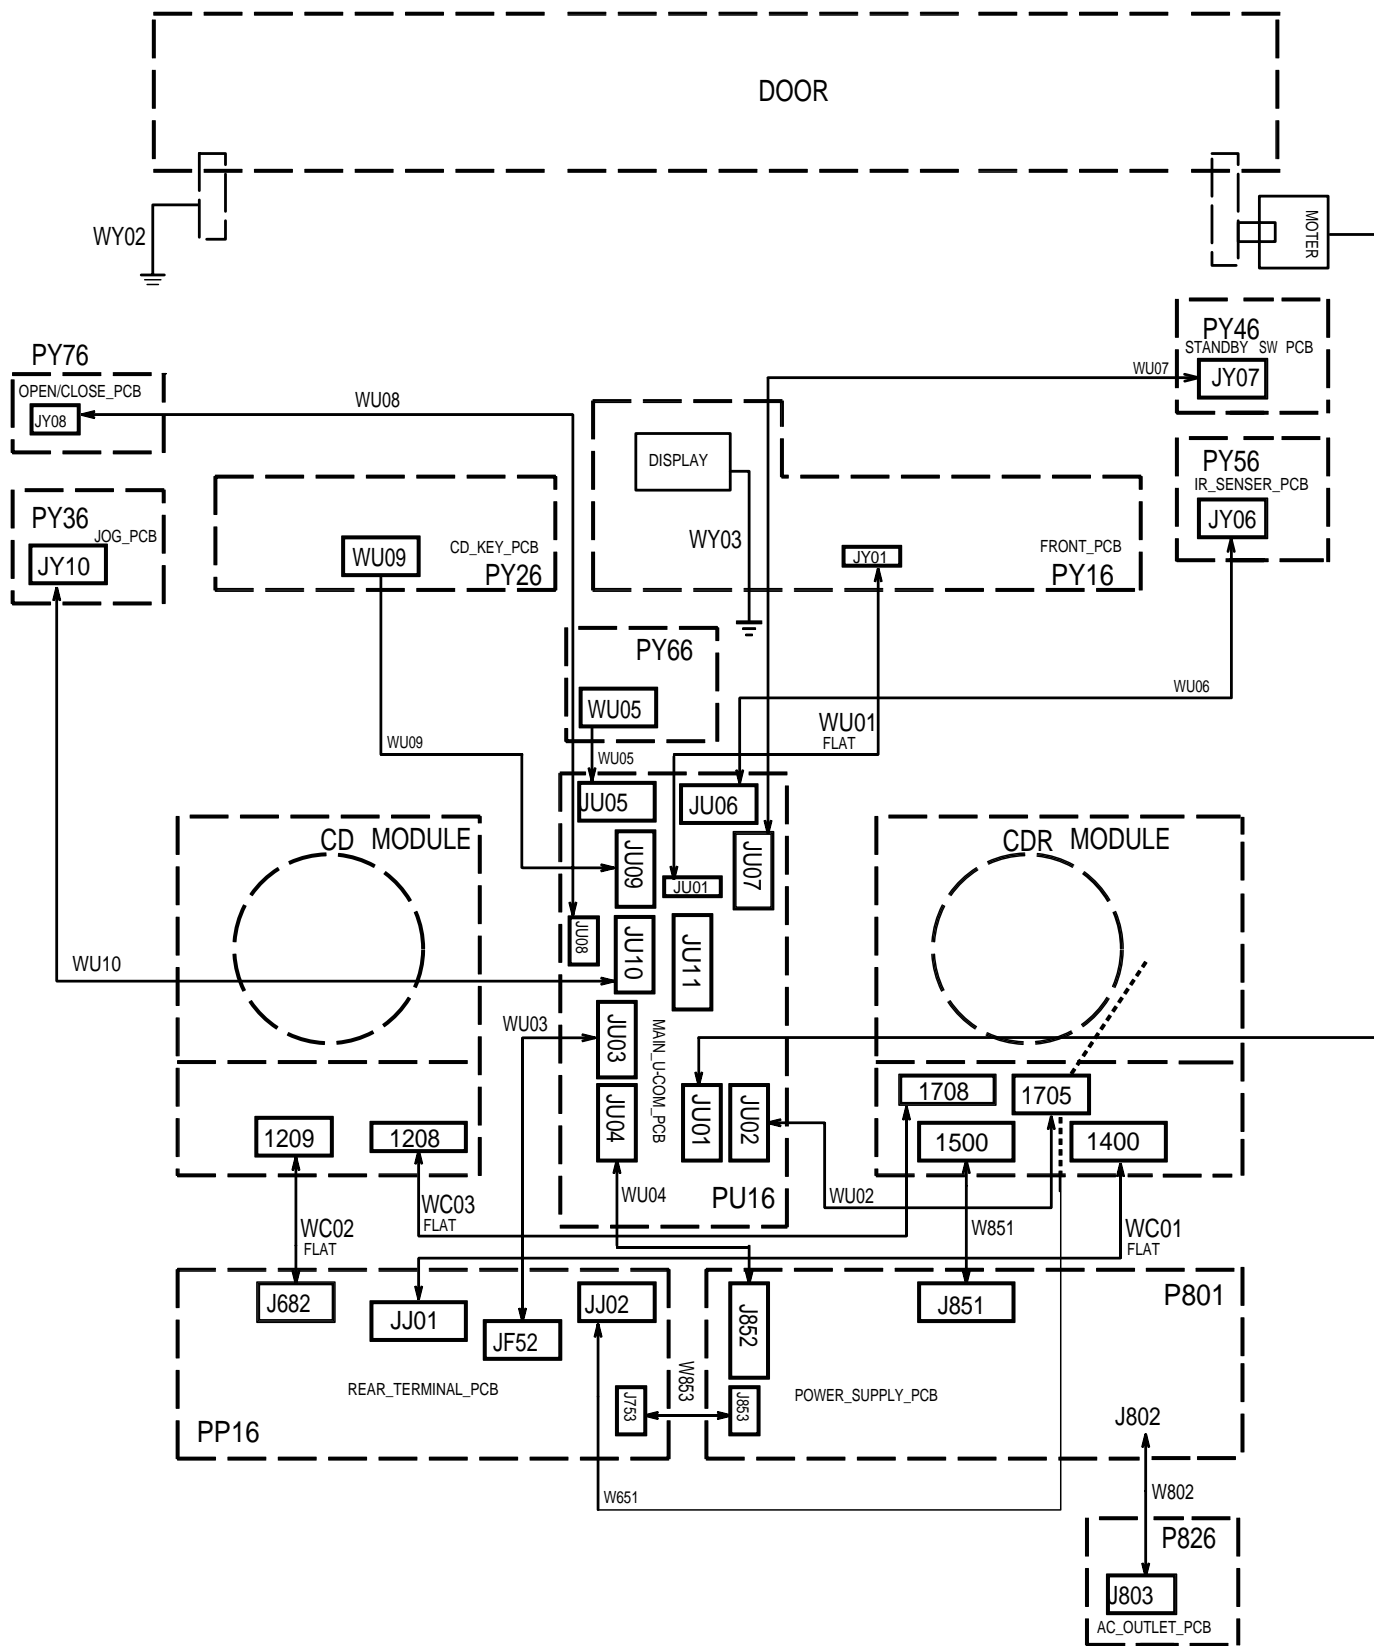 DOOR
WY02
MOTER
PY46
STANDBY SW PCB
JY07
WU07
PY76
OPEN/CLOSE_PCB
JY08
WU08
DISPLAY
PY56
IR_SENSER_PCB
JY06
PY36
JOG_PCB
JY10
WU09
CD_KEY_PCB
PY26
WY03
JY01
FRONT_PCB
PY16
PY66
WU05
WU06
WU01
FLAT
WU09
WU05
JU05
JU06
CD MODULE
CDR MODULE
JU09
JU01
JU07
JU08
JU10
JU11
WU10
WU03
JU03
MAIN_U-COM_PCB
JU04
JU01
JU02
1708
1705
1209
1208
1500
1400
WU04
PU16
WU02
WC03
FLAT
WC02
FLAT
W851
WC01
FLAT
J682
JJ01
JF52
JJ02
J852
J851
P801
REAR_TERMINAL_PCB
J753
W853
J853
POWER_SUPPLY_PCB
PP16
J802
W651
W802
P826
J803
AC_OUTLET_PCB